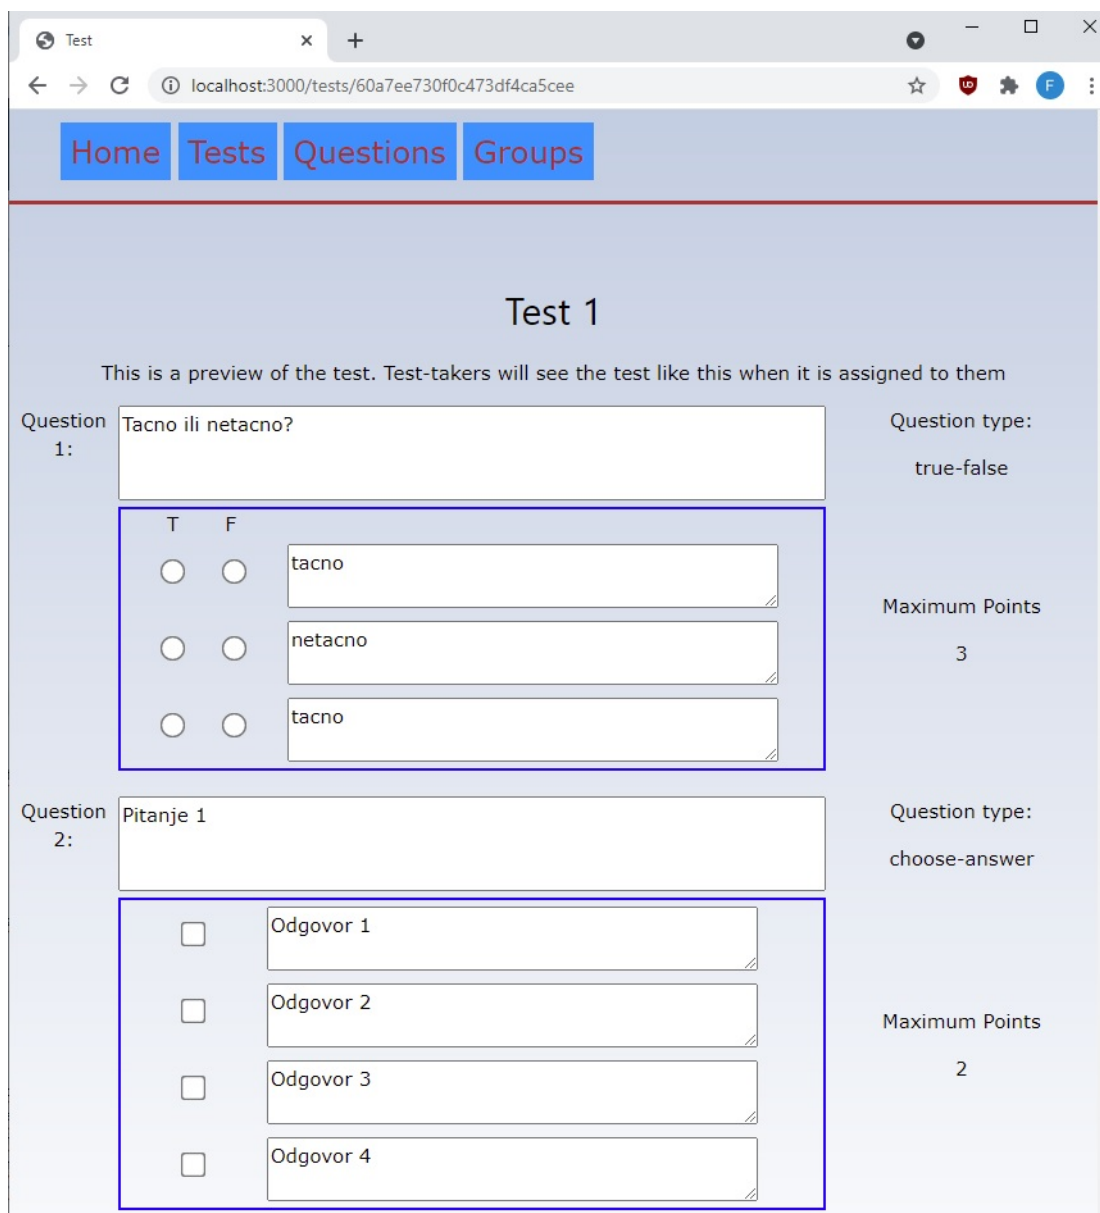 Test
localhost:3000/tests/60a7ee730f0c473df4ca5cee
F
Home Tests Questions Groups
Test 1
This is a preview of the test. Test-takers will see the test like this when it is assigned to them
Question
1:
Tacno ili netacno?
Question type:
true-false
T F
tacno
netacno
tacno
Maximum Points
3
Question
2:
Pitanje 1
Question type:
choose-answer
Odgovor 1
Odgovor 2
Odgovor 3
Odgovor 4
Maximum Points
2